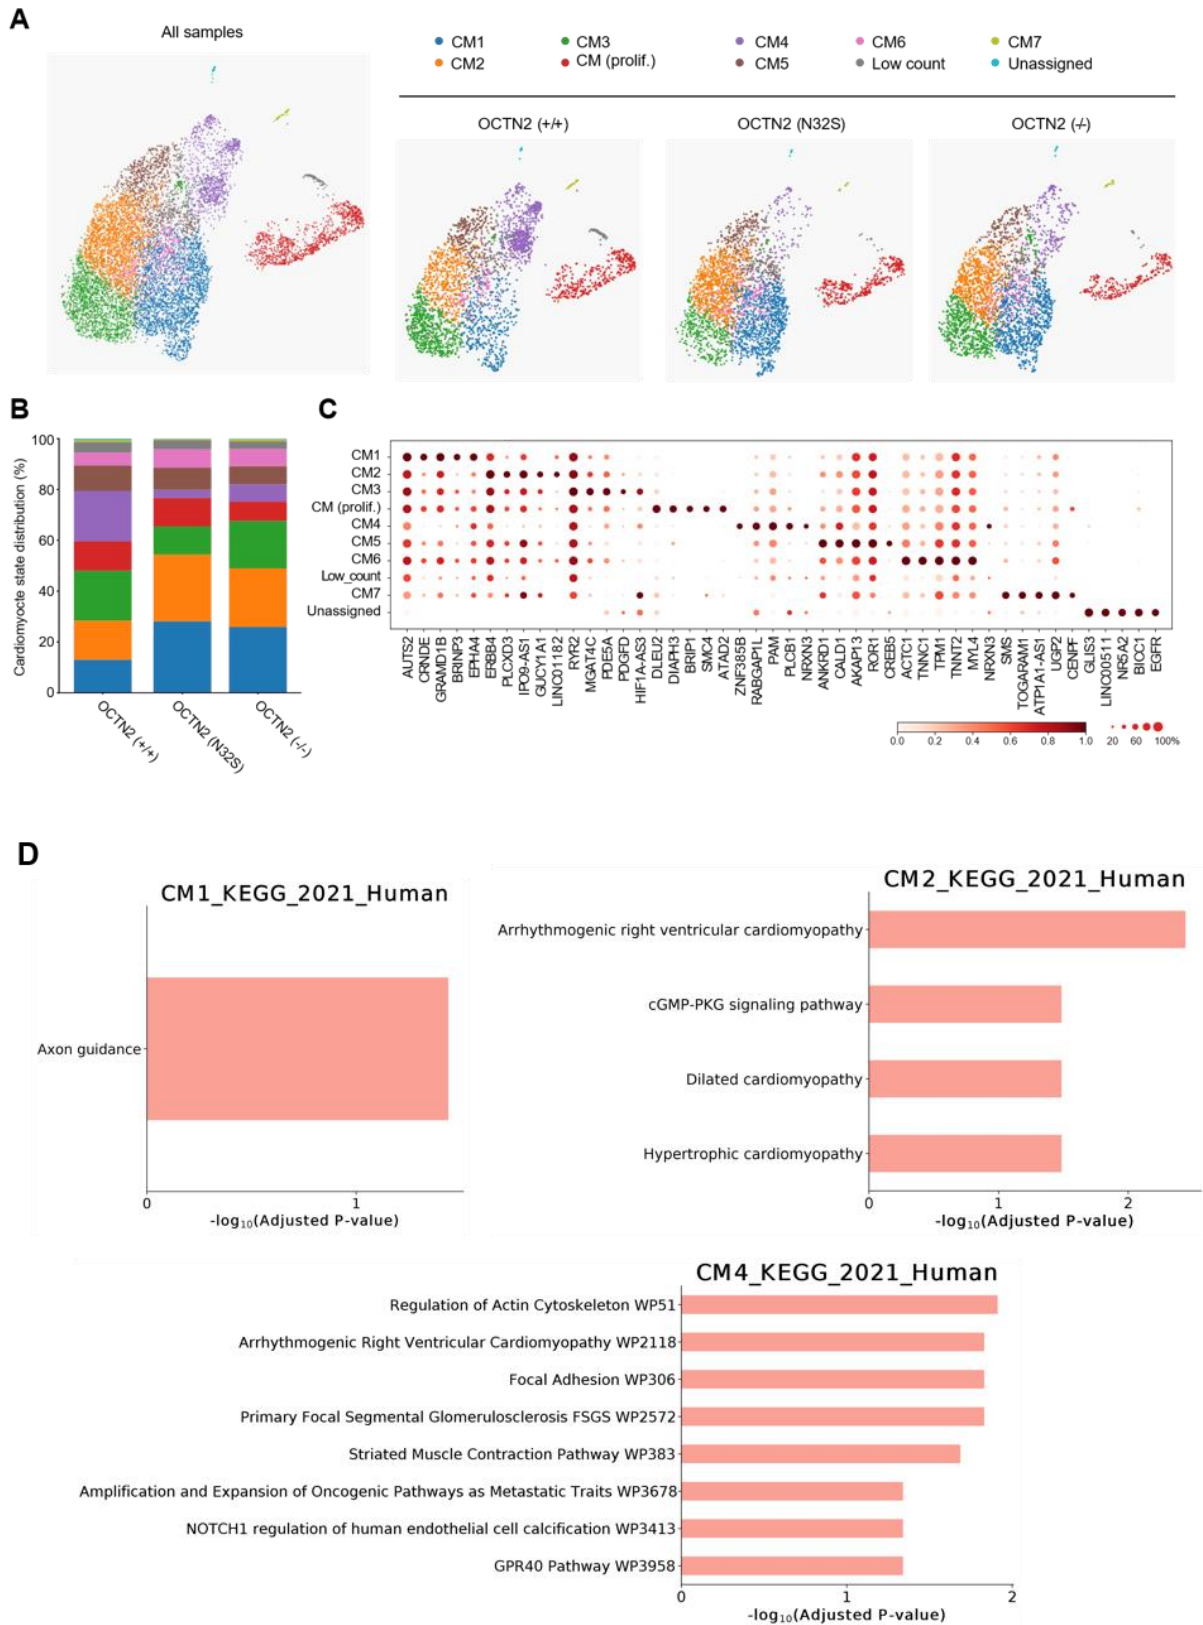 A
All samples
CM1
CM3
CM4
CM6
CM7
CM2
CM (prolif.)
CM5
Low count
Unassigned
OCTN2 (+/+)
OCTN2 (N32S)
OCTN2 (-/-)
B
Cardiomyocyte state distribution (%)
100
80
60
40
20
0
OCTN2 (+/+)
OCTN2 (N32S)
OCTN2 (-/-)
C
CM1
CM2
CM3
CM (prolif.)
CM4
CM5
CM6
Low_count
CM7
Unassigned
AUTS2
CRNDE
GRAMD1B
BRINP3
EPHA4
ERBB4
PLCXD3
IPO9-AS1
GUCY1A1
LINC01182
RYR2
MGAT4C
PDE5A
PDGFD
HIF1A-AS3
DLEU2
DIAPH3
BRIP1
SMC4
ATAD2
ZNF385B
RABGAP1L
PAM
PLCB1
NRXN3
ANKRD1
CALD1
AKAP13
ROR1
CREB5
ACTC1
TNNC1
TPM1
TNNT2
MYL4
NRXN3
SMS
TOGARAM1
ATP1A1-AS1
UGP2
CENPF
GLIS3
LINC00511
NR5A2
BICC1
EGFR
0.0 0.2 0.4 0.6 0.8 1.0
20 60 100%
D
CM1_KEGG_2021_Human
Axon guidance
0 1
-log10(Adjusted P-value)
CM2_KEGG_2021_Human
Arrhythmogenic right ventricular cardiomyopathy
cGMP-PKG signaling pathway
Dilated cardiomyopathy
Hypertrophic cardiomyopathy
0 1 2
-log10(Adjusted P-value)
CM4_KEGG_2021_Human
Regulation of Actin Cytoskeleton WP51
Arrhythmogenic Right Ventricular Cardiomyopathy WP2118
Focal Adhesion WP306
Primary Focal Segmental Glomerulosclerosis FSGS WP2572
Striated Muscle Contraction Pathway WP383
Amplification and Expansion of Oncogenic Pathways as Metastatic Traits WP3678
NOTCH1 regulation of human endothelial cell calcification WP3413
GPR40 Pathway WP3958
0 1 2
-log10(Adjusted P-value)